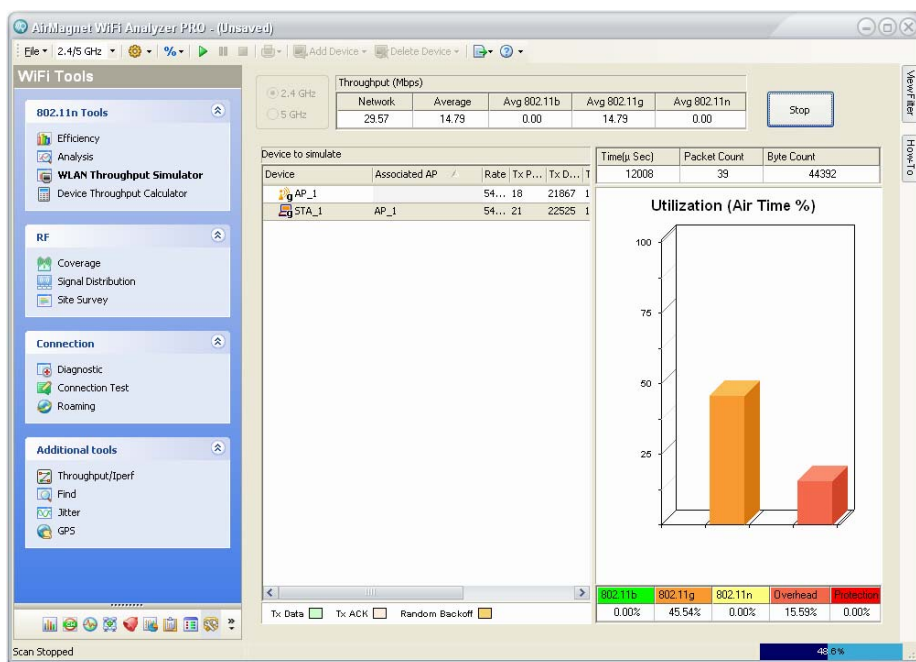 AirMagnet WiFi Analyzer PRO - (Unsaved)
File 2.4/5 GHz % Add Device Delete Device
WiFi Tools
802.11n Tools
Efficiency
Analysis
WLAN Throughput Simulator
Device Throughput Calculator
RF
Coverage
Signal Distribution
Site Survey
Connection
Diagnostic
Connection Test
Roaming
Additional tools
Throughput/Iperf
Find
Jitter
GPS
2.4 GHz
5 GHz
Throughput (Mbps)
Network Average Avg 802.11b Avg 802.11g Avg 802.11n
29.57 14.79 0.00 14.79 0.00
Stop
View Filter
How-To
Device to simulate
Device Associated AP Rate Tx P... Tx D... T
AP_1 54... 18 21867 1
STA_1 AP_1 54... 21 22525 1
Tx Data Tx ACK Random Backoff
Time(µ Sec) Packet Count Byte Count
12008 39 44392
Utilization (Air Time %)
100
75
50
25
802.11b 802.11g 802.11n Overhead Protection
0.00% 45.54% 0.00% 15.59% 0.00%
Scan Stopped
48.6%